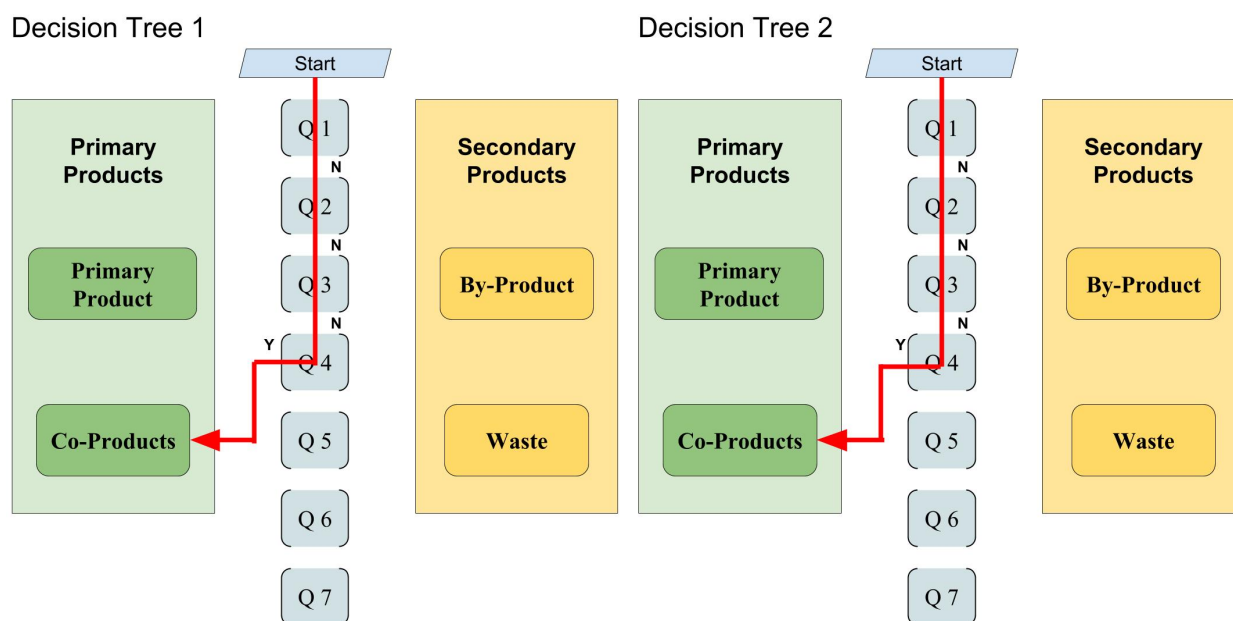 Decision Tree 1
Start
Primary
Products
Primary
Product
Co-Products
Q 1
N
Q 2
N
Q 3
N
Y
Q 4
Q 5
Q 6
Q 7
Secondary
Products
By-Product
Waste
Decision Tree 2
Start
Primary
Products
Primary
Product
Co-Products
Q 1
N
Q 2
N
Q 3
N
Y
Q 4
Q 5
Q 6
Q 7
Secondary
Products
By-Product
Waste